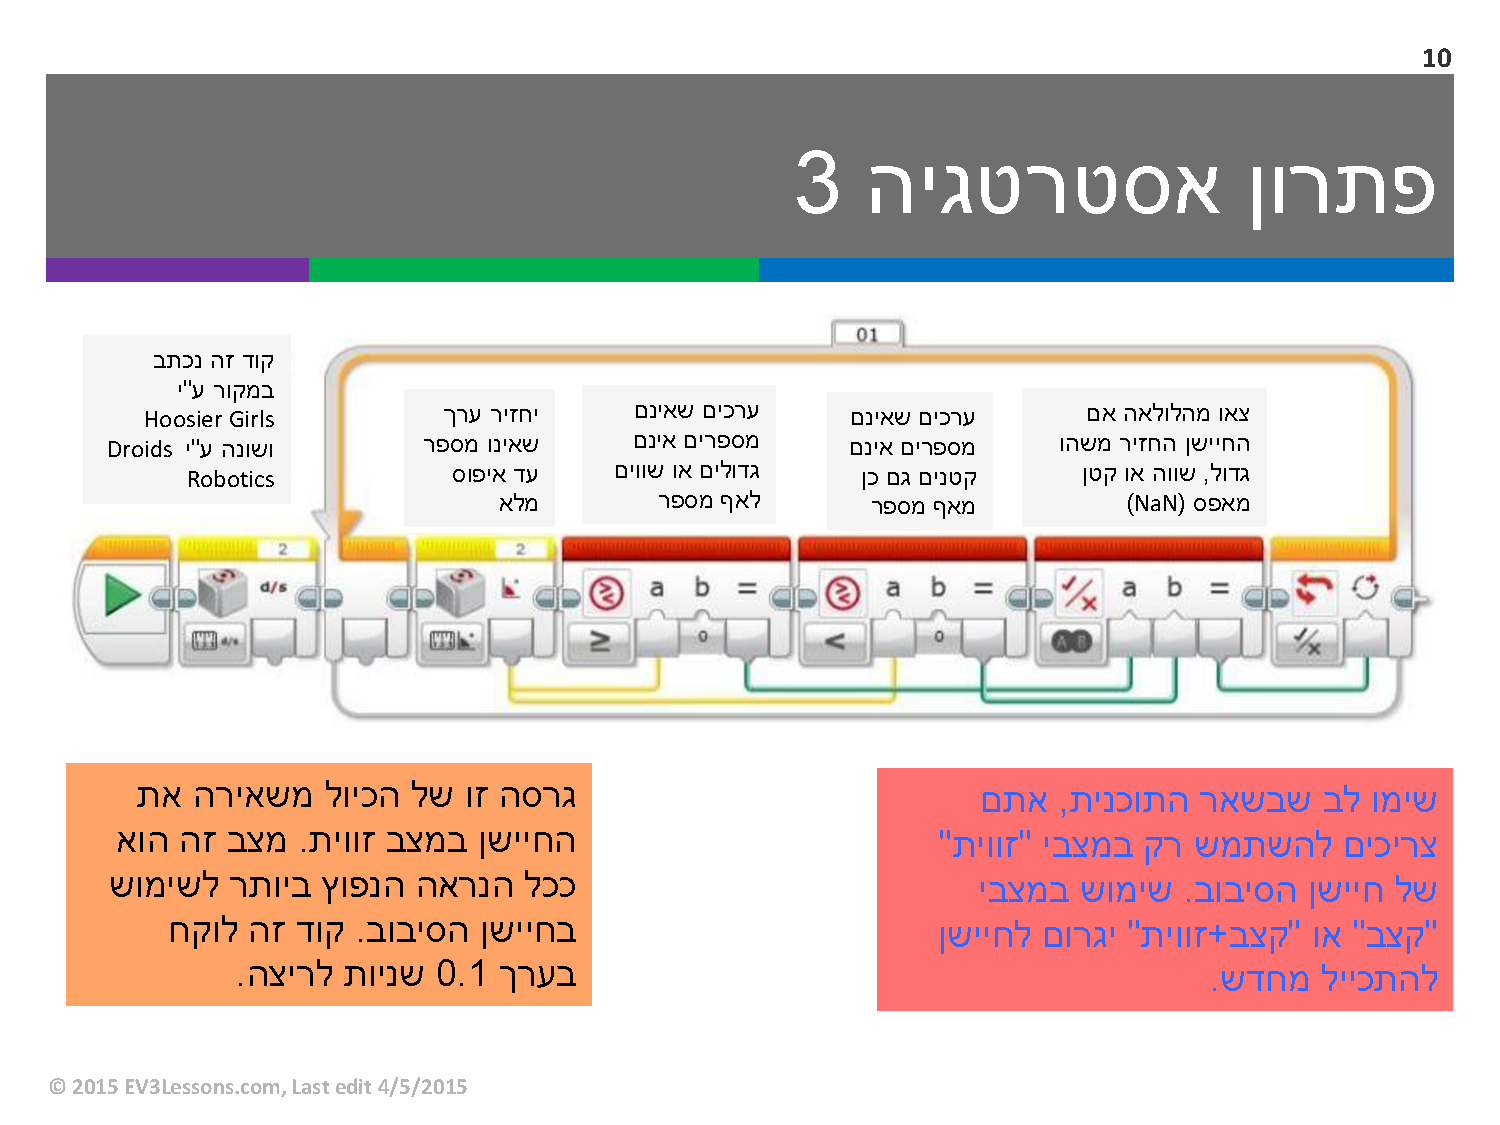 10
פתרון אסטרטגיה 3
01
קוד זה נכתב
במקור ע"י
Hoosier Girls
ושונה ע"י Droids
Robotics
יחזיר ערך
שאינו מספר
עד איפוס
מלא
ערכים שאינם
מספרים אינם
גדולים או שווים
לאף מספר
ערכים שאינם
מספרים אינם
קטנים גם כן
מאף מספר
צאו מהלולאה אם
החיישן החזיר משהו
גדול, שווה או קטן
מאפס (NaN)
2
2
d/s
a b =
a b =
a b =
d/s
≥
0
<
0
A B
גרסה זו של הכיול משאירה את
החיישן במצב זווית. מצב זה הוא
ככל הנראה הנפוץ ביותר לשימוש
בחיישן הסיבוב. קוד זה לוקח
בערך 0.1 שניות לריצה.
שימו לב שבשאר התוכנית, אתם
צריכים להשתמש רק במצבי "זווית"
של חיישן הסיבוב. שימוש במצבי
"קצב" או "קצב+זווית" יגרום לחיישן
להתכייל מחדש.
© 2015 EV3Lessons.com, Last edit 4/5/2015